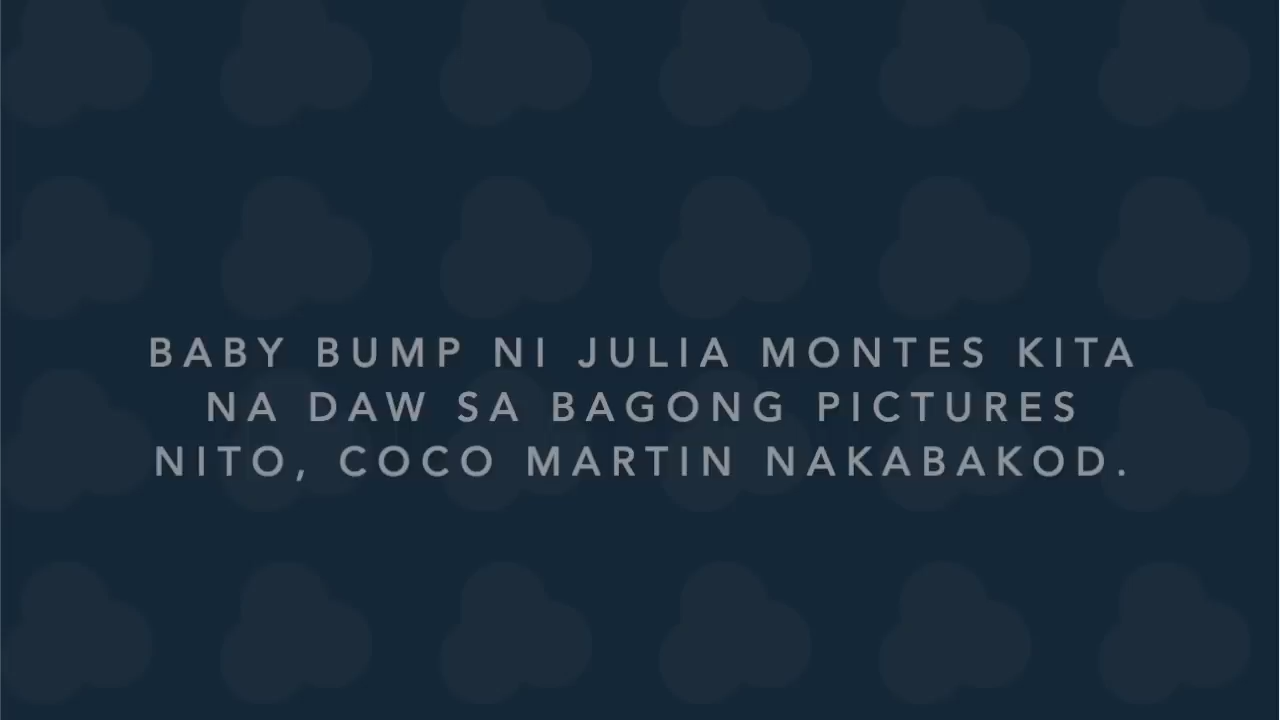 BABY BUMP NI JULIA MONTES KITA
NA DAW SA BAGONG PICTURES
NITO, COCO MARTIN NAKABAKOD.